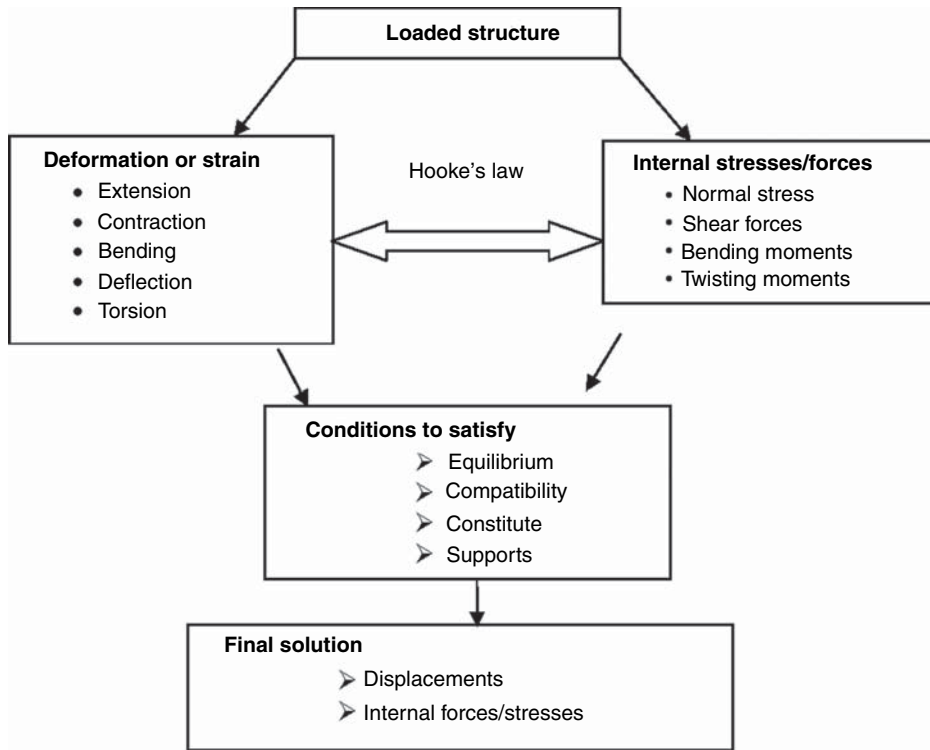 Loaded structure
Deformation or strain
• Extension
• Contraction
• Bending
• Deflection
• Torsion
Hooke's law
Internal stresses/forces
• Normal stress
• Shear forces
• Bending moments
• Twisting moments
Conditions to satisfy
➢ Equilibrium
➢ Compatibility
➢ Constitute
➢ Supports
Final solution
➢ Displacements
➢ Internal forces/stresses